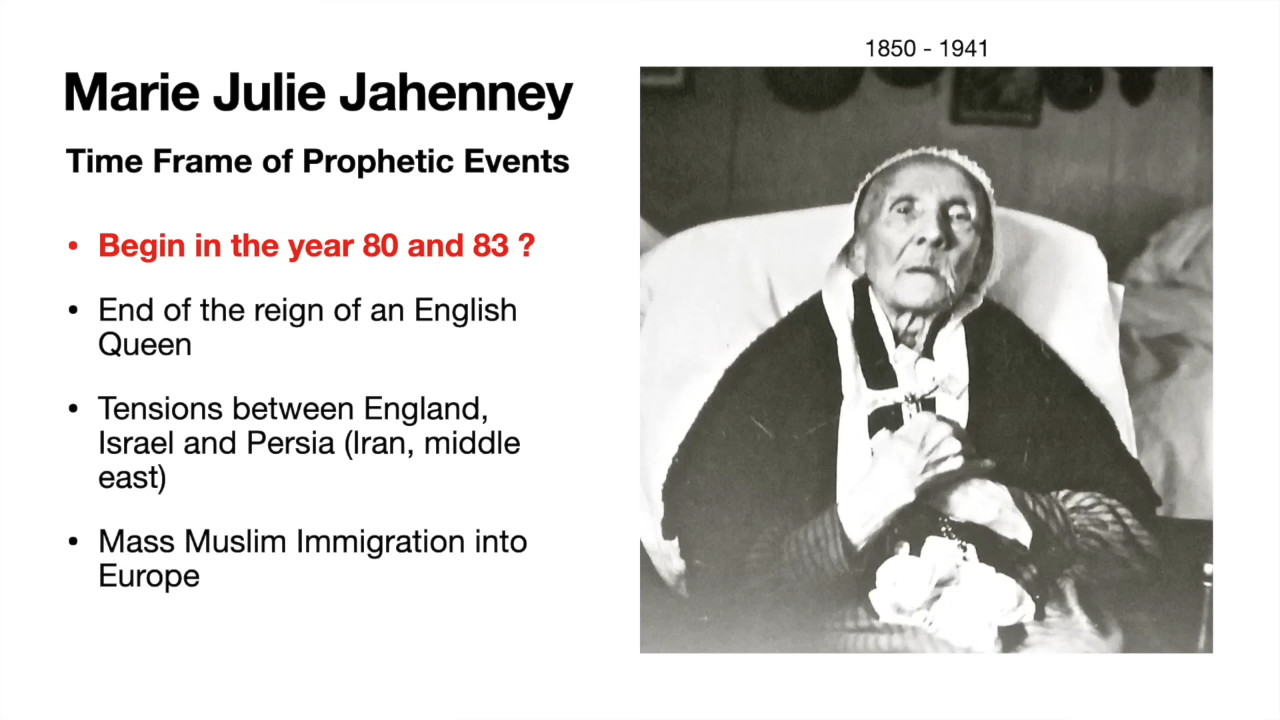 1850 - 1941
Marie Julie Jahenney
Time Frame of Prophetic Events
• Begin in the year 80 and 83 ?
• End of the reign of an English
Queen
• Tensions between England,
Israel and Persia (Iran, middle
east)
• Mass Muslim Immigration into
Europe